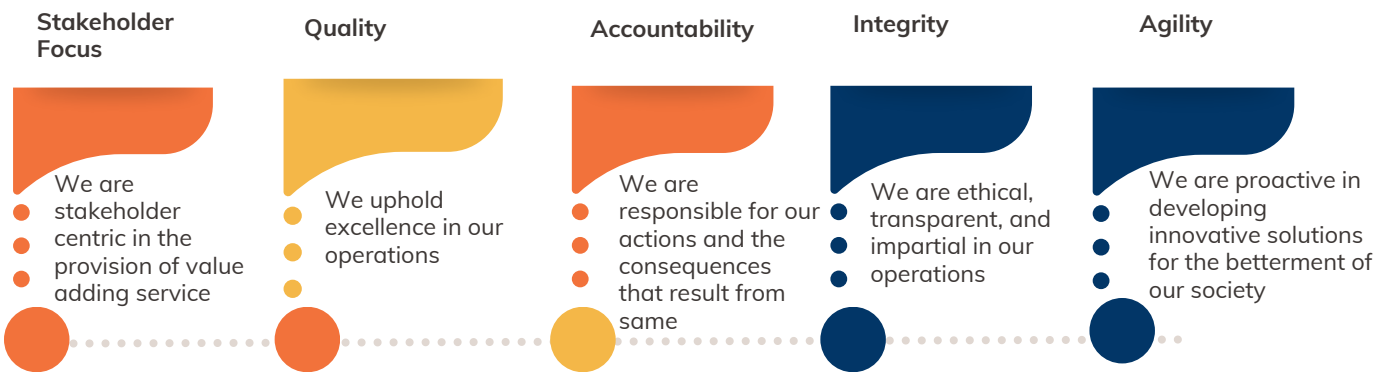 Stakeholder
Focus
We are
stakeholder
centric in the
provision of value
adding service
Quality
We uphold
excellence in our
operations
Accountability
We are
responsible for our
actions and the
consequences
that result from
same
Integrity
We are ethical,
transparent, and
impartial in our
operations
Agility
We are proactive in
developing
innovative solutions
for the betterment of
our society